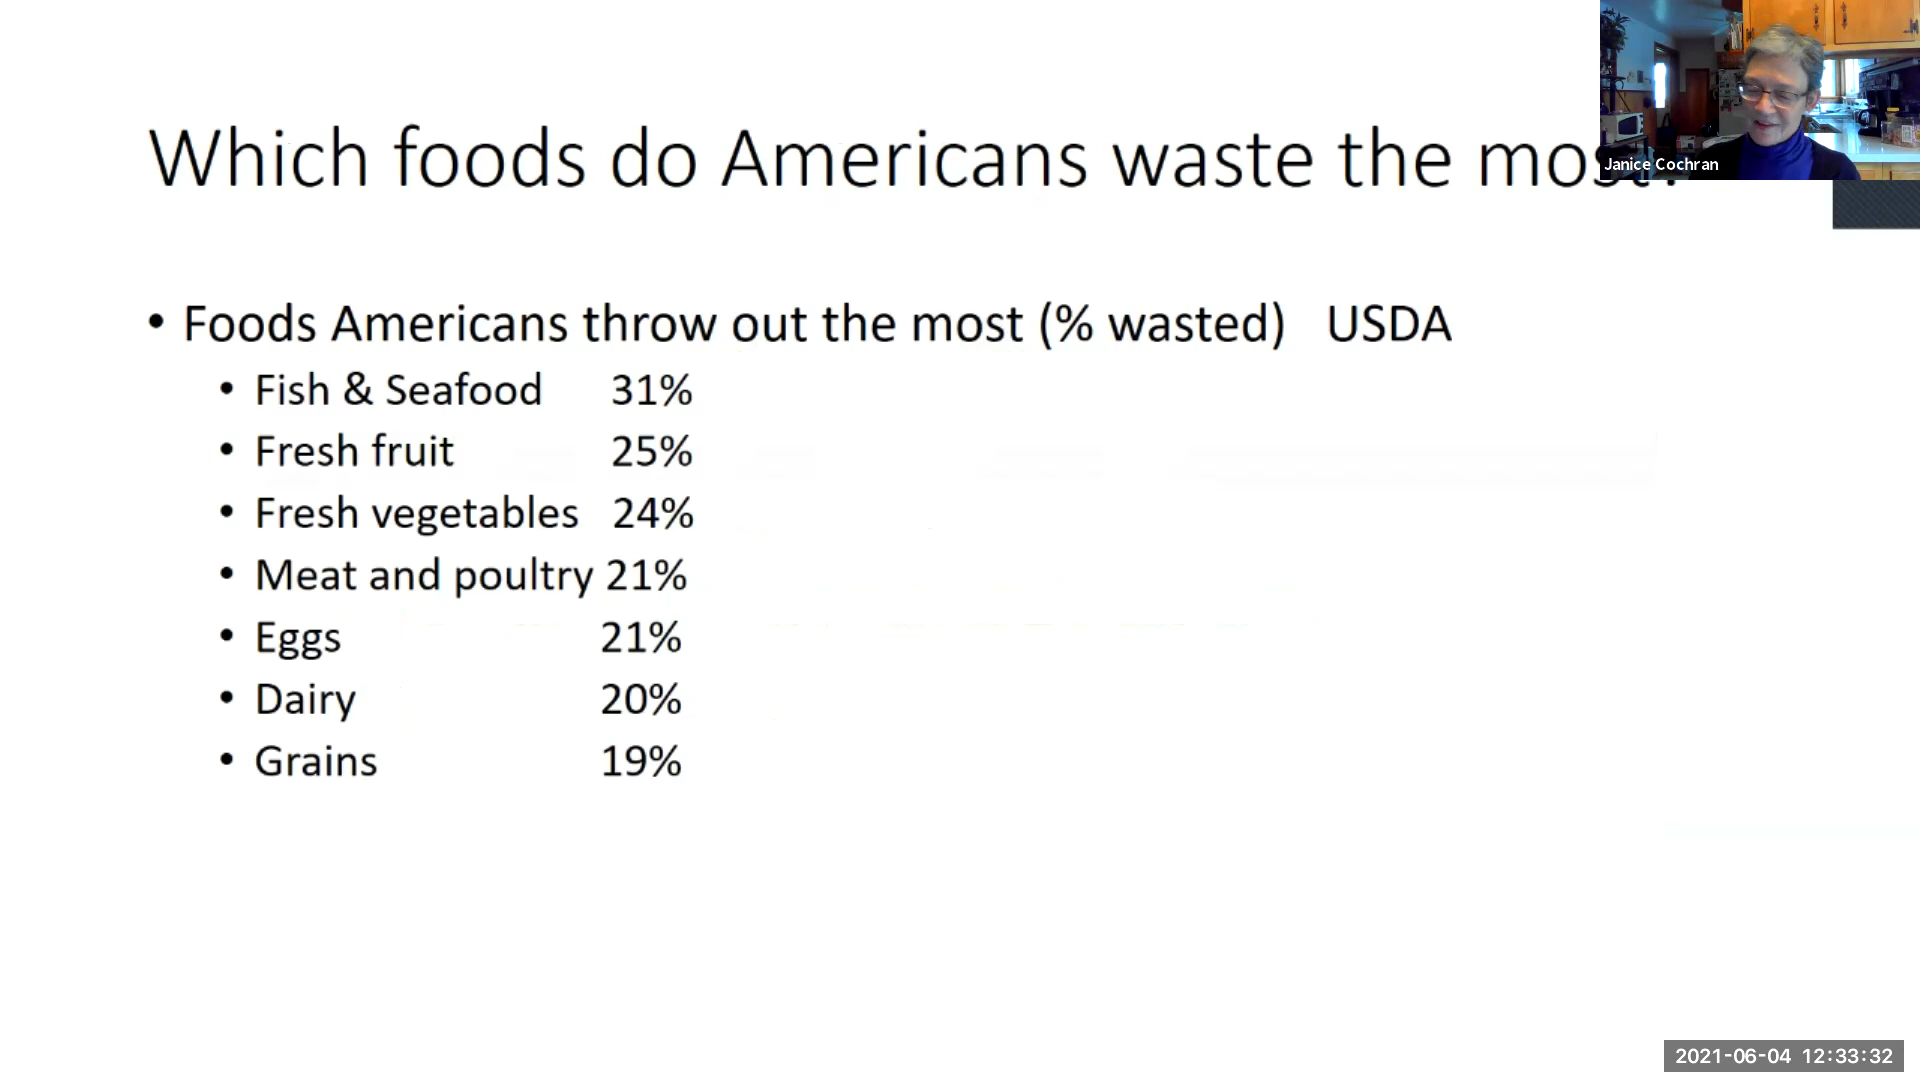 Which foods do Americans waste the
Janice Cochran
• Foods Americans throw out the most (% wasted) USDA
• Fish & Seafood 31%
• Fresh fruit 25%
• Fresh vegetables 24%
• Meat and poultry 21%
• Eggs 21%
• Dairy 20%
• Grains 19%
2021-06-04 12:33:32